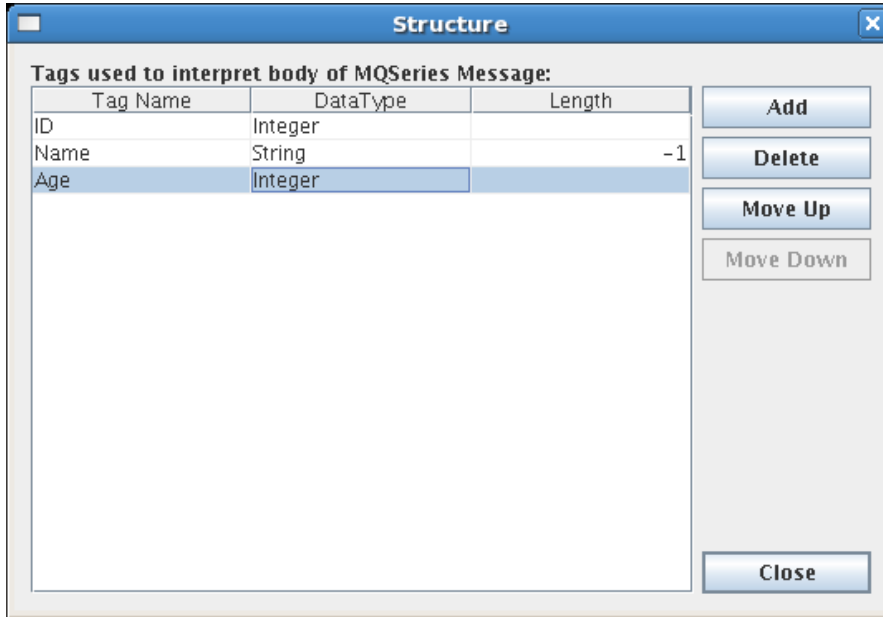 Structure
Tags used to interpret body of MQSeries Message:
Tag Name DataType Length
ID Integer
Name String -1
Age Integer
Add
Delete
Move Up
Move Down
Close